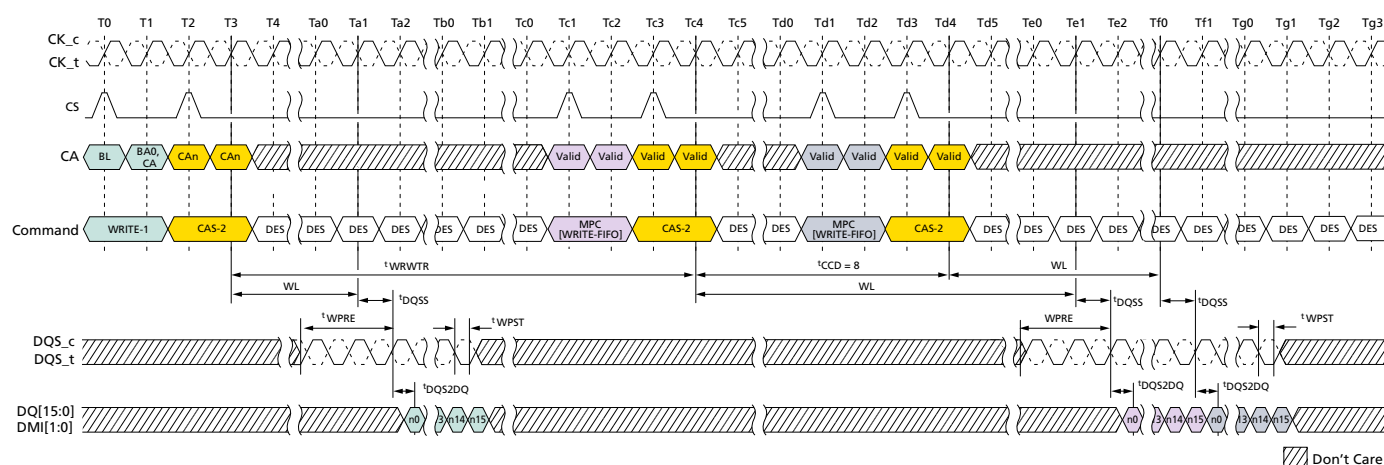 T0 T1 T2 T3 T4 Ta0 Ta1 Ta2 Tb0 Tb1 Tc0 Tc1 Tc2 Tc3 Tc4 Tc5 Td0 Td1 Td2 Td3 Td4 Td5 Te0 Te1 Te2 Tf0 Tf1 Tg0 Tg1 Tg2 Tg3
CK_c
CK_t
CS
CA BL BA0, CA CAn CAn Valid Valid Valid Valid Valid Valid Valid Valid
Command WRITE-1 CAS-2 DES DES DES DES DES DES DES MPC [WRITE-FIFO] CAS-2 DES DES DES MPC [WRITE-FIFO] CAS-2 DES DES DES DES DES DES DES DES DES DES
tWRWTR tCCD = 8 WL
WL WL
tDQSS tDQSS tDQSS
tWPRE tWPST WPRE tWPST
DQS_c
DQS_t
tDQS2DQ tDQS2DQ tDQS2DQ
DQ[15:0]
DMI[1:0]
n0 3 n14 n15 n0 3 n14 n15 n0 13 n14 n15
Don't Care